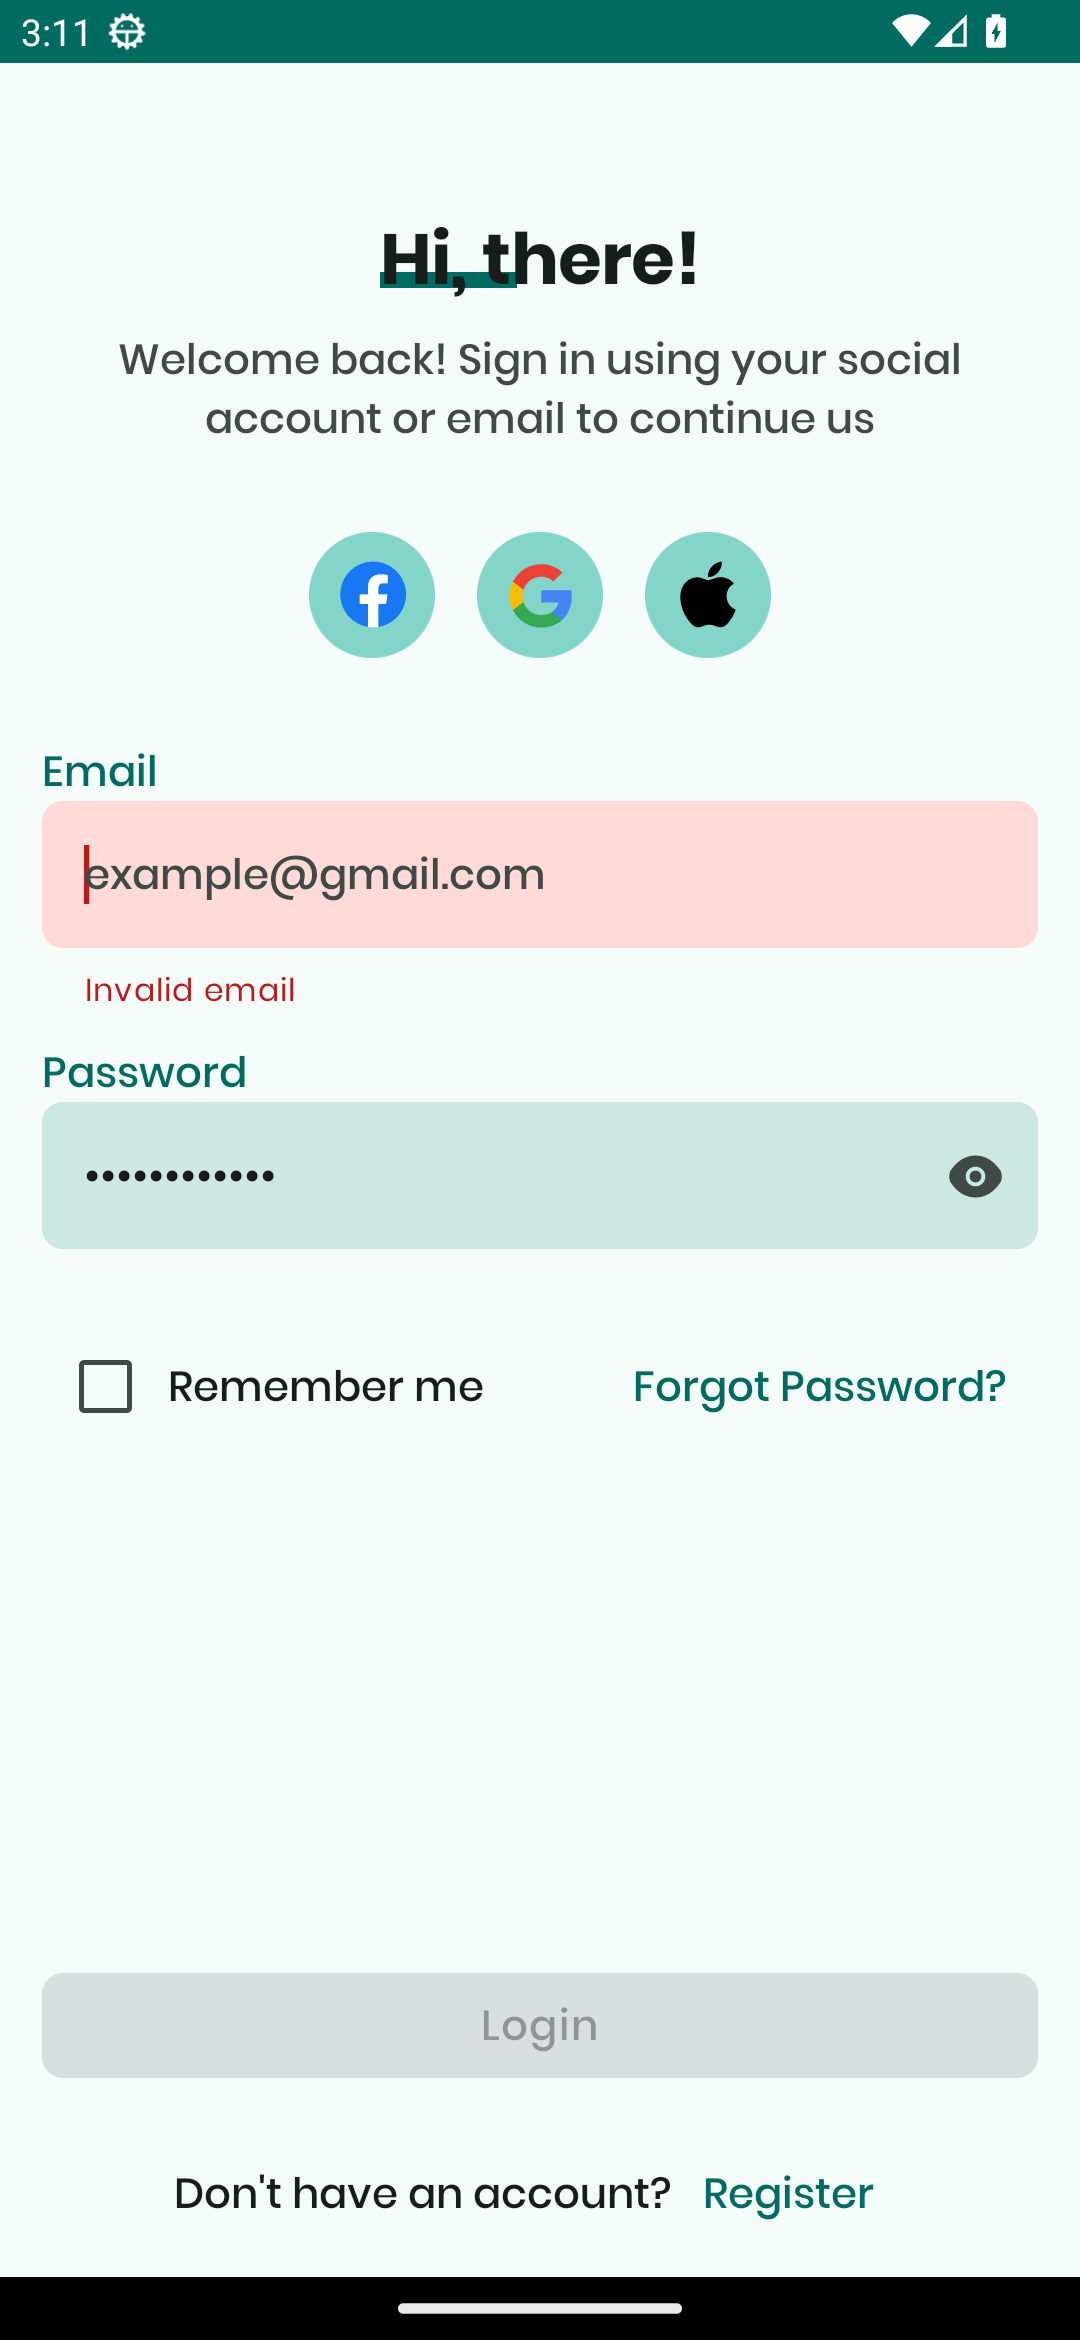 3:11
Hi, there!
Welcome back! Sign in using your social
account or email to continue us
Email
example@gmail.com
Invalid email
Password
••••••••••••
Remember me
Forgot Password?
Login
Don't have an account? Register